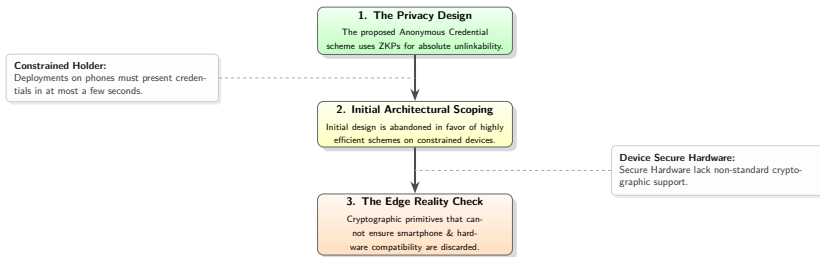 1. The Privacy Design
The proposed Anonymous Credential
scheme uses ZKPs for absolute unlinkability.
Constrained Holder:
Deployments on phones must present creden-
tials in at most a few seconds.
2. Initial Architectural Scoping
Initial design is abandoned in favor of highly
efficient schemes on constrained devices.
Device Secure Hardware:
Secure Hardware lack non-standard crypto-
graphic support.
3. The Edge Reality Check
Cryptographic primitives that can-
not ensure smartphone & hard-
ware compatibility are discarded.